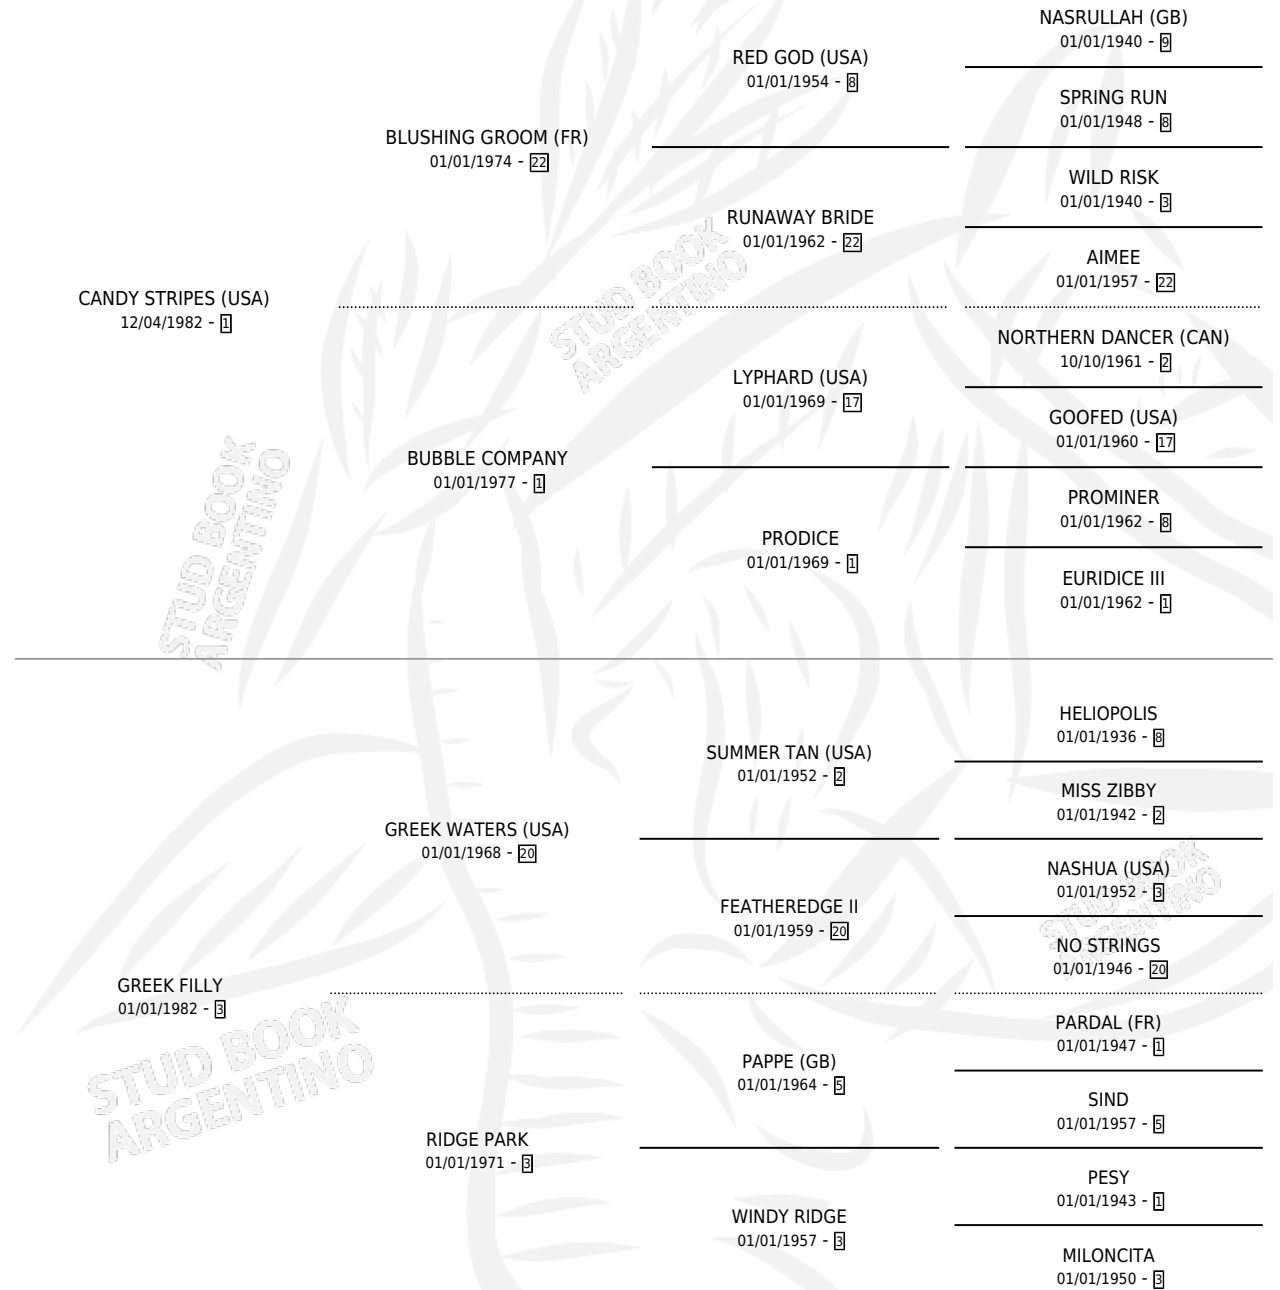 NASRULLAH (GB)
01/01/1940 - 9
RED GOD (USA)
01/01/1954 - 8
SPRING RUN
01/01/1948 - 8
BLUSHING GROOM (FR)
01/01/1974 - 22
WILD RISK
01/01/1940 - 3
RUNAWAY BRIDE
01/01/1962 - 22
AIMEE
01/01/1957 - 22
CANDY STRIPES (USA)
12/04/1982 - 1
NORTHERN DANCER (CAN)
10/10/1961 - 2
LYPHARD (USA)
01/01/1969 - 17
GOOFED (USA)
01/01/1960 - 17
BUBBLE COMPANY
01/01/1977 - 1
PROMINER
01/01/1962 - 8
PRODICE
01/01/1969 - 1
EURIDICE III
01/01/1962 - 1
HELIOPOLIS
01/01/1936 - 8
SUMMER TAN (USA)
01/01/1952 - 2
MISS ZIBBY
01/01/1942 - 2
GREEK WATERS (USA)
01/01/1968 - 20
NASHUA (USA)
01/01/1952 - 3
FEATHEREDGE II
01/01/1959 - 20
NO STRINGS
01/01/1946 - 20
GREEK FILLY
01/01/1982 - 3
PARDAL (FR)
01/01/1947 - 1
PAPPE (GB)
01/01/1964 - 5
SIND
01/01/1957 - 5
RIDGE PARK
01/01/1971 - 3
PESY
01/01/1943 - 1
WINDY RIDGE
01/01/1957 - 3
MILONCITA
01/01/1950 - 3
STUD BOOK
ARGENTINO
STUD BOOK
ARGENTINO
STUD BOOK
ARGENTINO
STUD BOOK
ARGENTINO